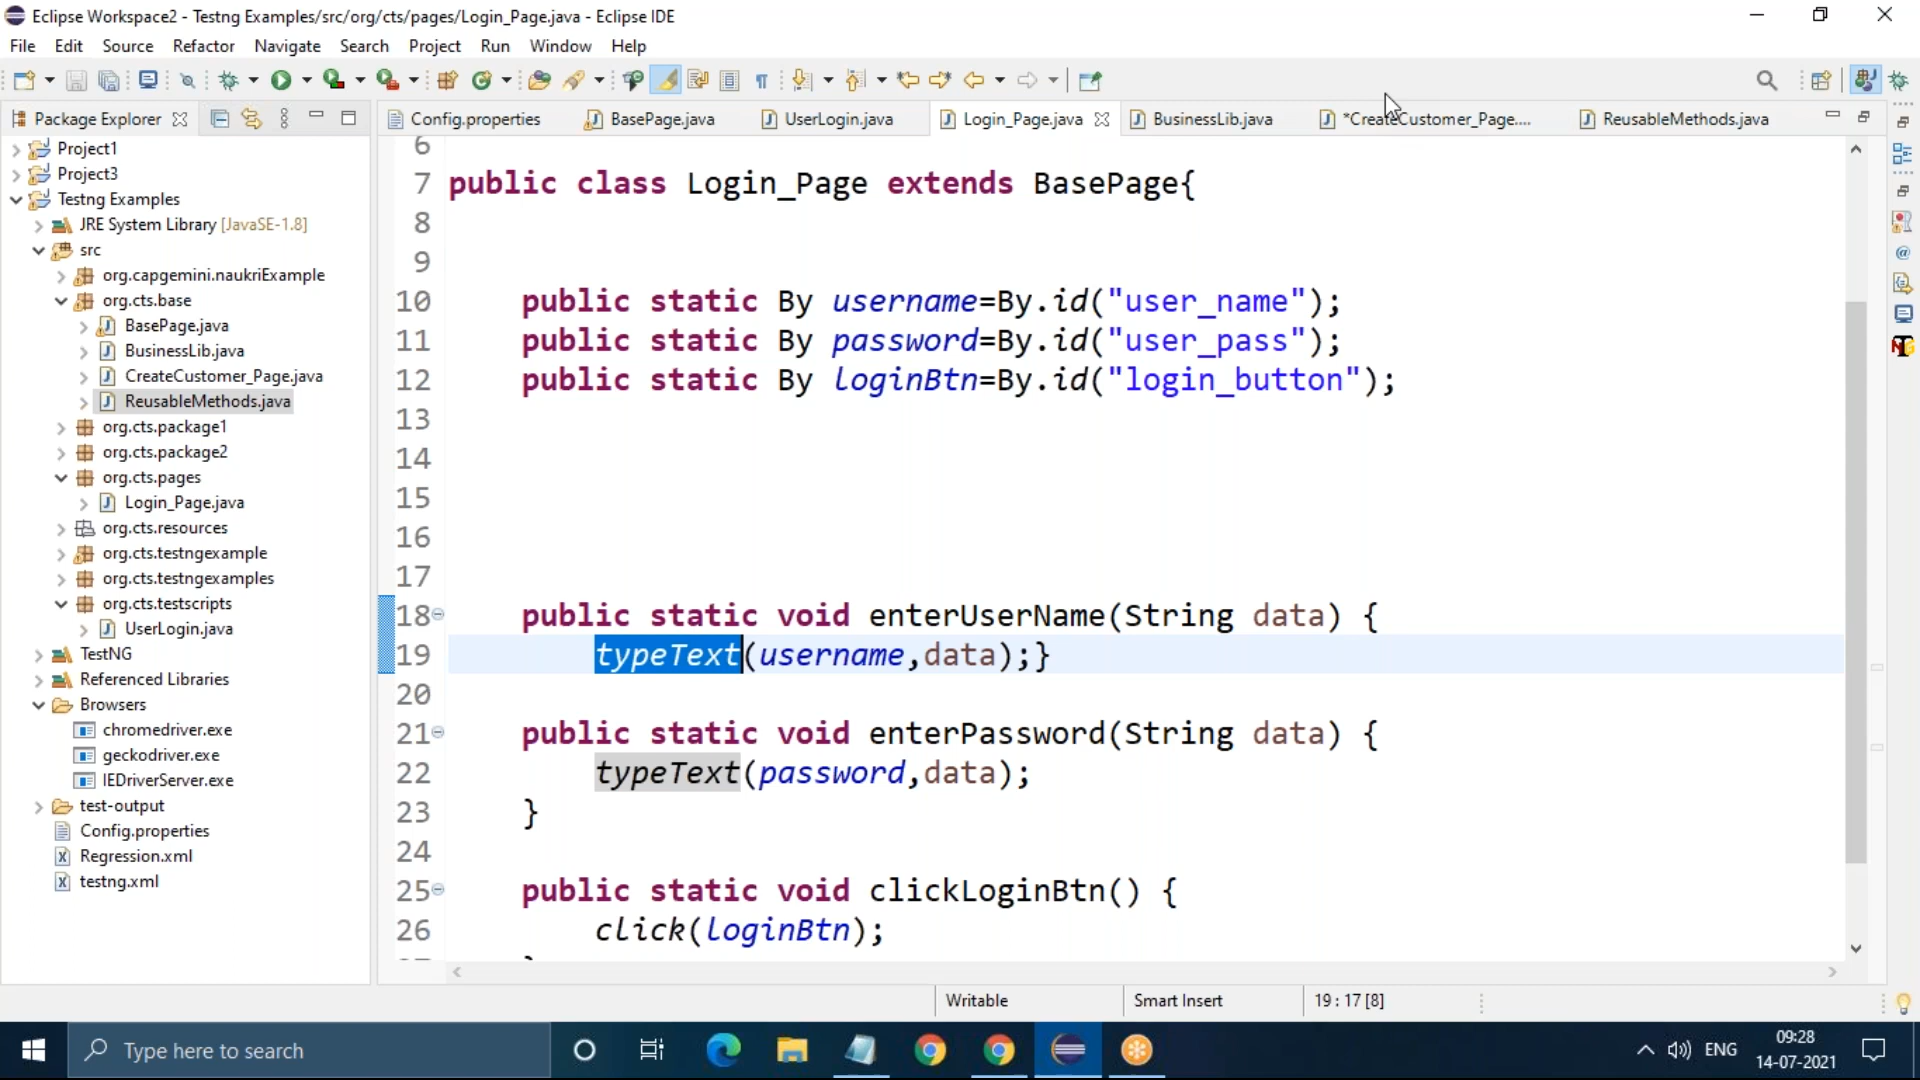 Eclipse Workspace2 - Testng Examples/src/org/cts/pages/Login_Page.java - Eclipse IDE
File Edit Source Refactor Navigate Search Project Run Window Help
Package Explorer
Config.properties BasePage.java UserLogin.java Login_Page.java BusinessLib.java *CreateCustomer_Page.... ReusableMethods.java
Project1
Project3
Testng Examples
JRE System Library [JavaSE-1.8]
src
org.capgemini.naukriExample
org.cts.base
BasePage.java
BusinessLib.java
CreateCustomer_Page.java
ReusableMethods.java
org.cts.package1
org.cts.package2
org.cts.pages
Login_Page.java
org.cts.resources
org.cts.testngexample
org.cts.testngexamples
org.cts.testscripts
UserLogin.java
TestNG
Referenced Libraries
Browsers
chromedriver.exe
geckodriver.exe
IEDriverServer.exe
test-output
Config.properties
Regression.xml
testng.xml
6
7 public class Login_Page extends BasePage{
8
9
10 public static By username=By.id("user_name");
11 public static By password=By.id("user_pass");
12 public static By loginBtn=By.id("login_button");
13
14
15
16
17
18 public static void enterUserName(String data) {
19 typeText(username,data);}
20
21 public static void enterPassword(String data) {
22 typeText(password,data);
23 }
24
25 public static void clickLoginBtn() {
26 click(loginBtn);
Writable Smart Insert 19 : 17 [8]
Type here to search
ENG
09:28
14-07-2021